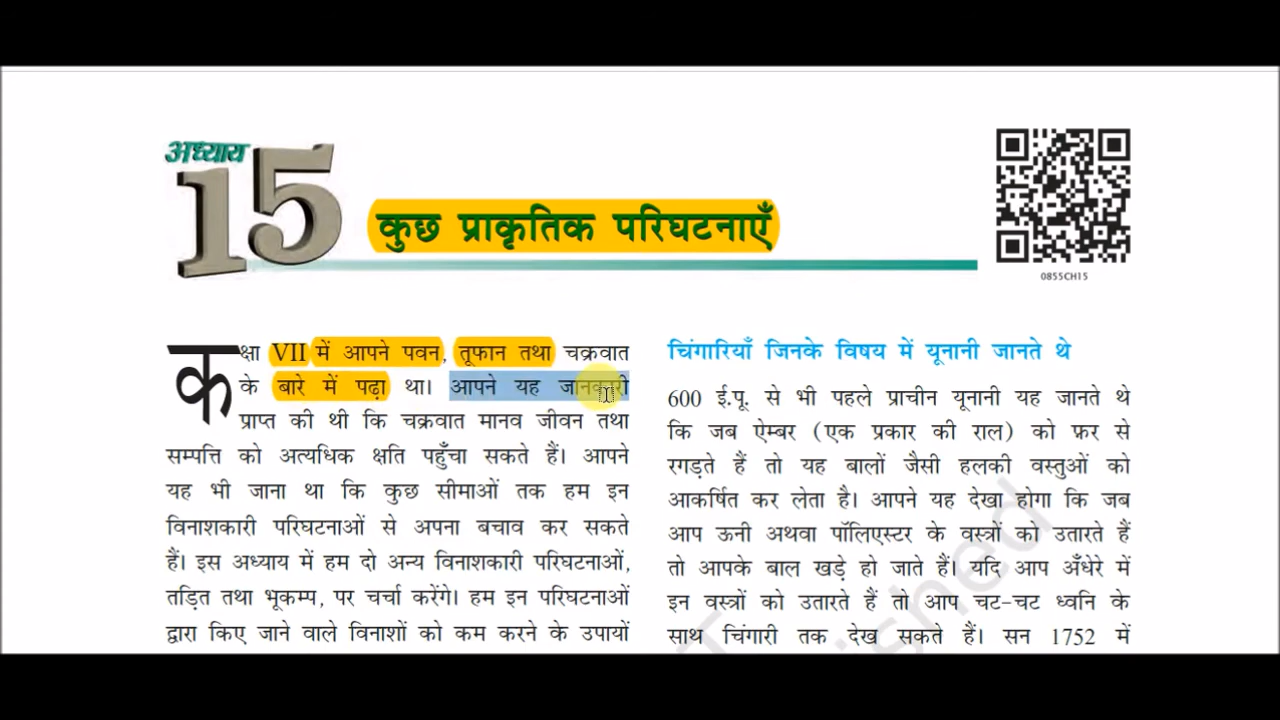 अध्याय
15
कुछ प्राकृतिक परिघटनाएँ
0855CH15
कक्षा VII में आपने पवन, तूफान तथा चक्रवात
के बारे में पढ़ा था। आपने यह जानकारी
प्राप्त की थी कि चक्रवात मानव जीवन तथा
सम्पत्ति को अत्यधिक क्षति पहुँचा सकते हैं। आपने
यह भी जाना था कि कुछ सीमाओं तक हम इन
विनाशकारी परिघटनाओं से अपना बचाव कर सकते
हैं। इस अध्याय में हम दो अन्य विनाशकारी परिघटनाओं,
तड़ित तथा भूकम्प, पर चर्चा करेंगे। हम इन परिघटनाओं
द्वारा किए जाने वाले विनाशों को कम करने के उपायों
चिंगारियाँ जिनके विषय में यूनानी जानते थे
600 ई.पू. से भी पहले प्राचीन यूनानी यह जानते थे
कि जब ऐम्बर (एक प्रकार की राल) को फ़र से
रगड़ते हैं तो यह बालों जैसी हलकी वस्तुओं को
आकर्षित कर लेता है। आपने यह देखा होगा कि जब
आप ऊनी अथवा पॉलिएस्टर के वस्त्रों को उतारते हैं
तो आपके बाल खड़े हो जाते हैं। यदि आप अँधेरे में
इन वस्त्रों को उतारते हैं तो आप चट-चट ध्वनि के
साथ चिंगारी तक देख सकते हैं। सन 1752 में